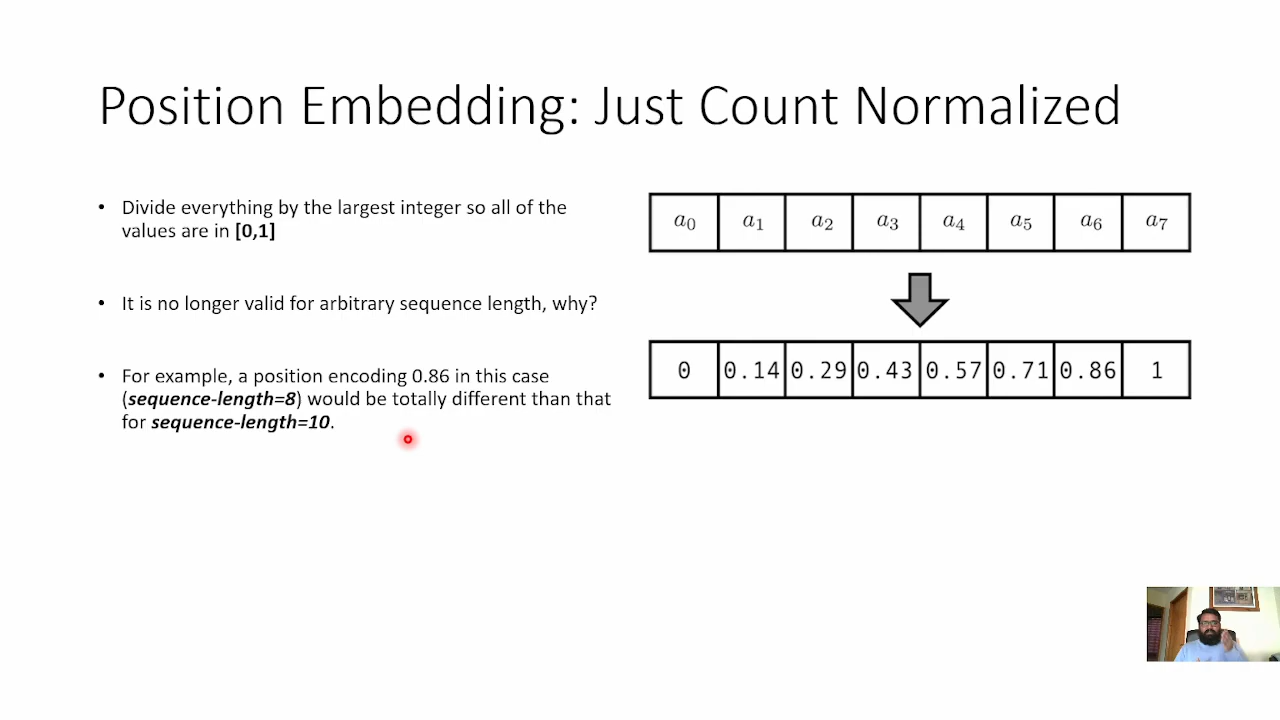 Position Embedding: Just Count Normalized
• Divide everything by the largest integer so all of the
values are in [0,1]
• It is no longer valid for arbitrary sequence length, why?
• For example, a position encoding 0.86 in this case
(sequence-length=8) would be totally different than that
for sequence-length=10.
a₀ a₁ a₂ a₃ a₄ a₅ a₆ a₇
0 0.14 0.29 0.43 0.57 0.71 0.86 1